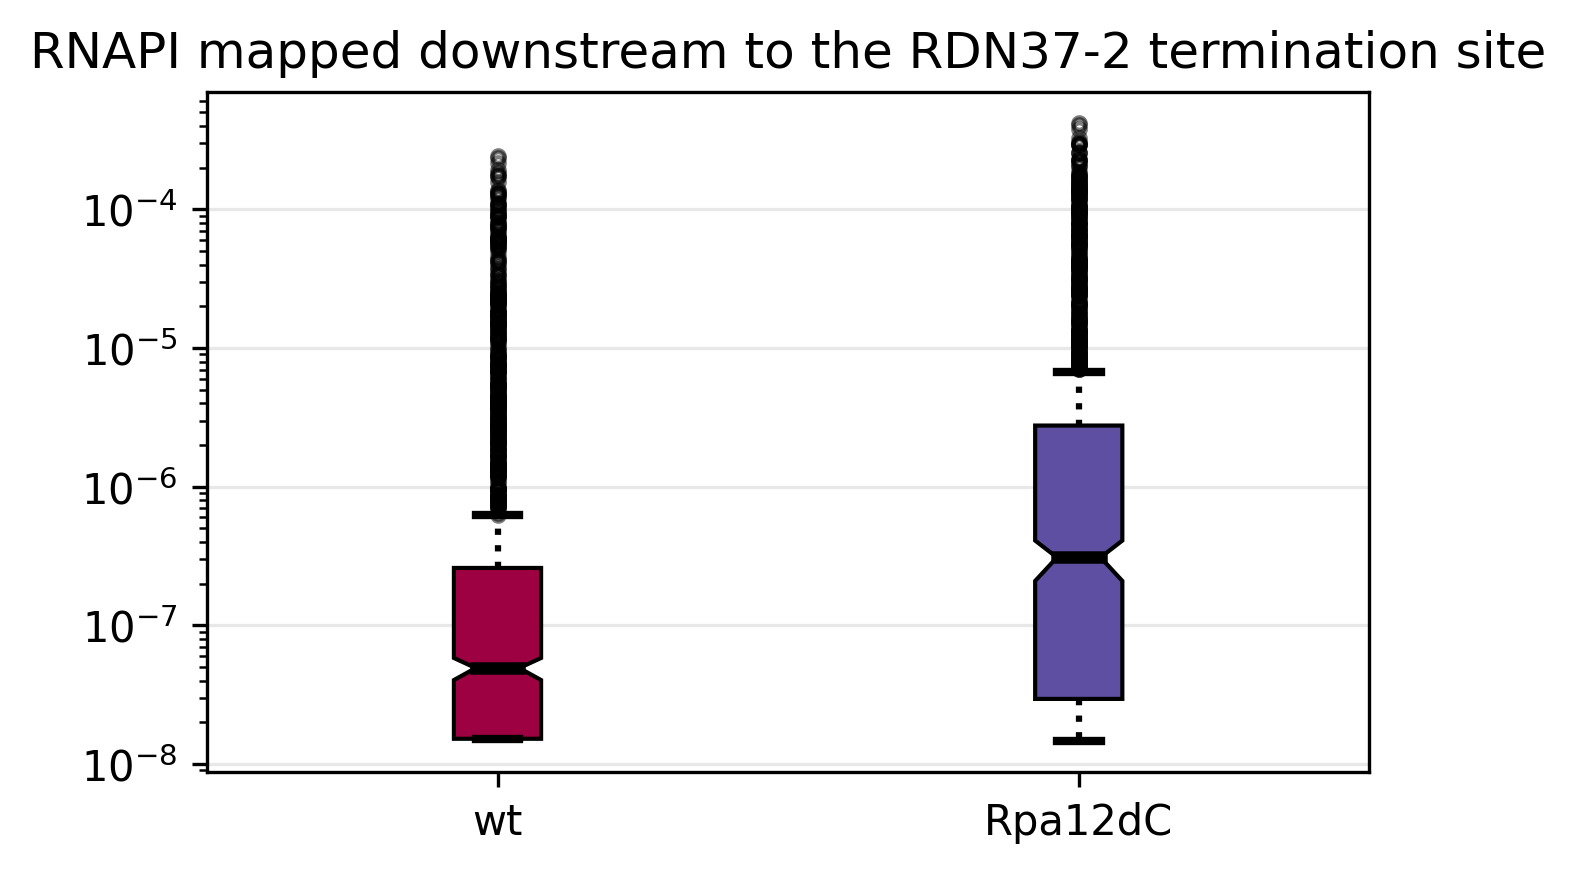 RNAPI mapped downstream to the RDN37-2 termination site
10⁻⁴
10⁻⁵
10⁻⁶
10⁻⁷
10⁻⁸
wt
Rpa12dC